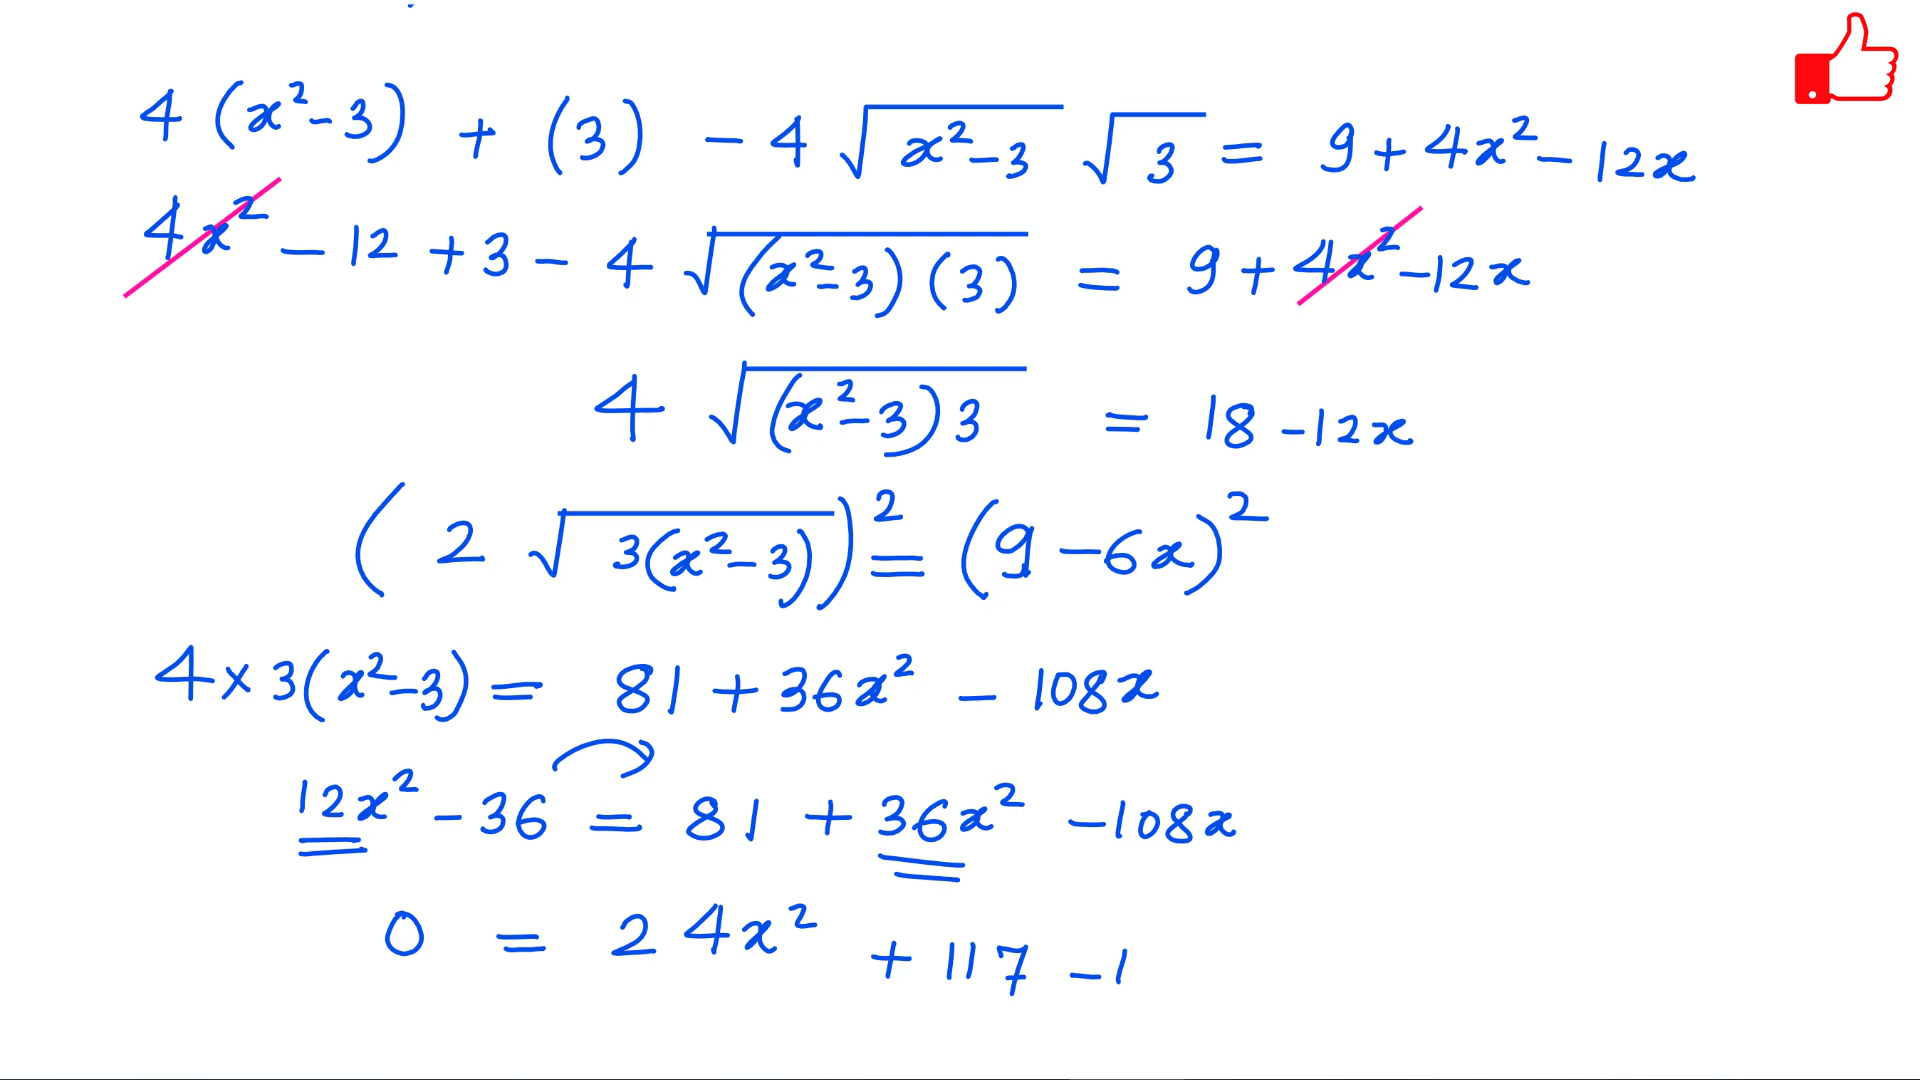 4 (x² - 3) + (3) - 4 √(x² - 3) √3 = 9 + 4x² - 12x
4x² - 12 + 3 - 4 √((x² - 3)(3)) = 9 + 4x² - 12x
4 √((x² - 3)3) = 18 - 12x
(2 √(3(x² - 3)))² = (9 - 6x)²
4 × 3(x² - 3) = 81 + 36x² - 108x
12x² - 36 = 81 + 36x² - 108x
0 = 24x² + 117 - 1